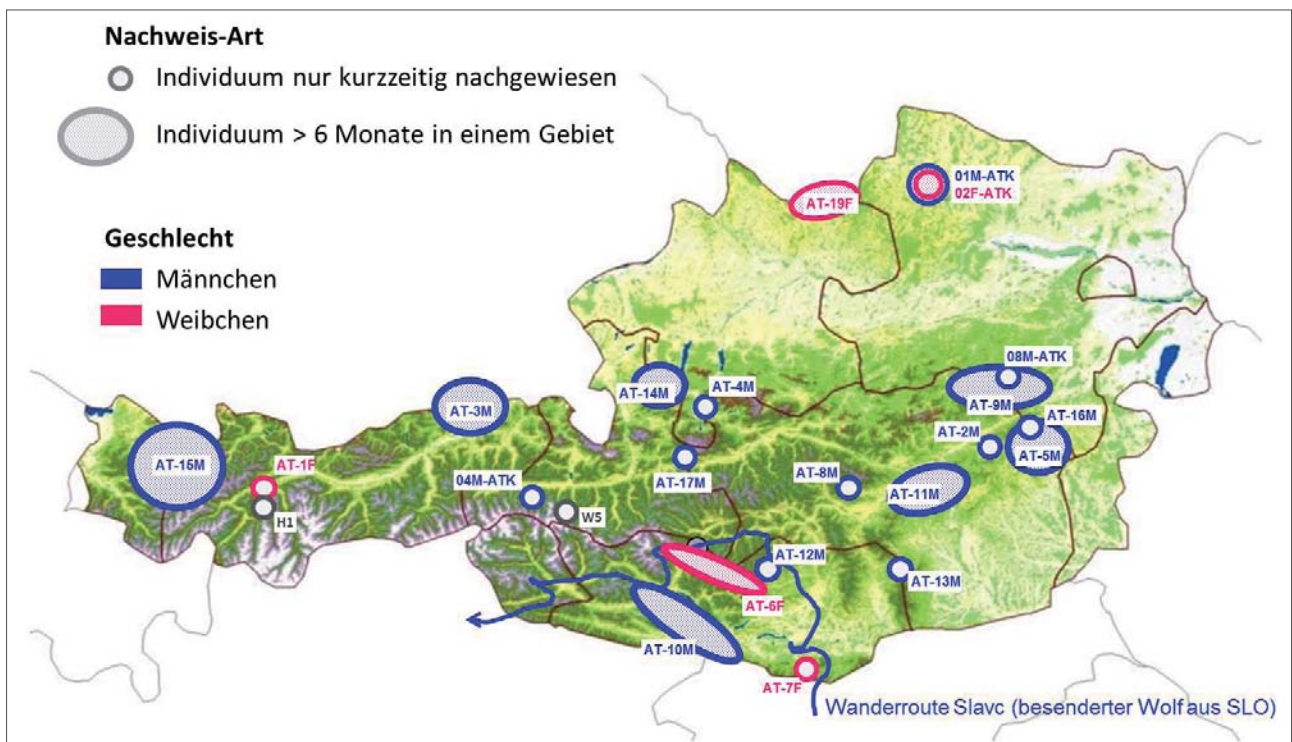 Nachweis-Art
Individuum nur kurzzeitig nachgewiesen
Individuum > 6 Monate in einem Gebiet
Geschlecht
Männchen
Weibchen
01M-ATK
02F-ATK
AT-19F
08M-ATK
AT-14M
AT-4M
AT-3M
AT-9M
AT-16M
AT-2M
AT-5M
AT-15M
AT-1F
AT-17M
AT-8M
04M-ATK
AT-11M
H1
W5
AT-12M
AT-13M
AT-6F
AT-10M
AT-7F
Wanderroute Slavc (besenderter Wolf aus SLO)